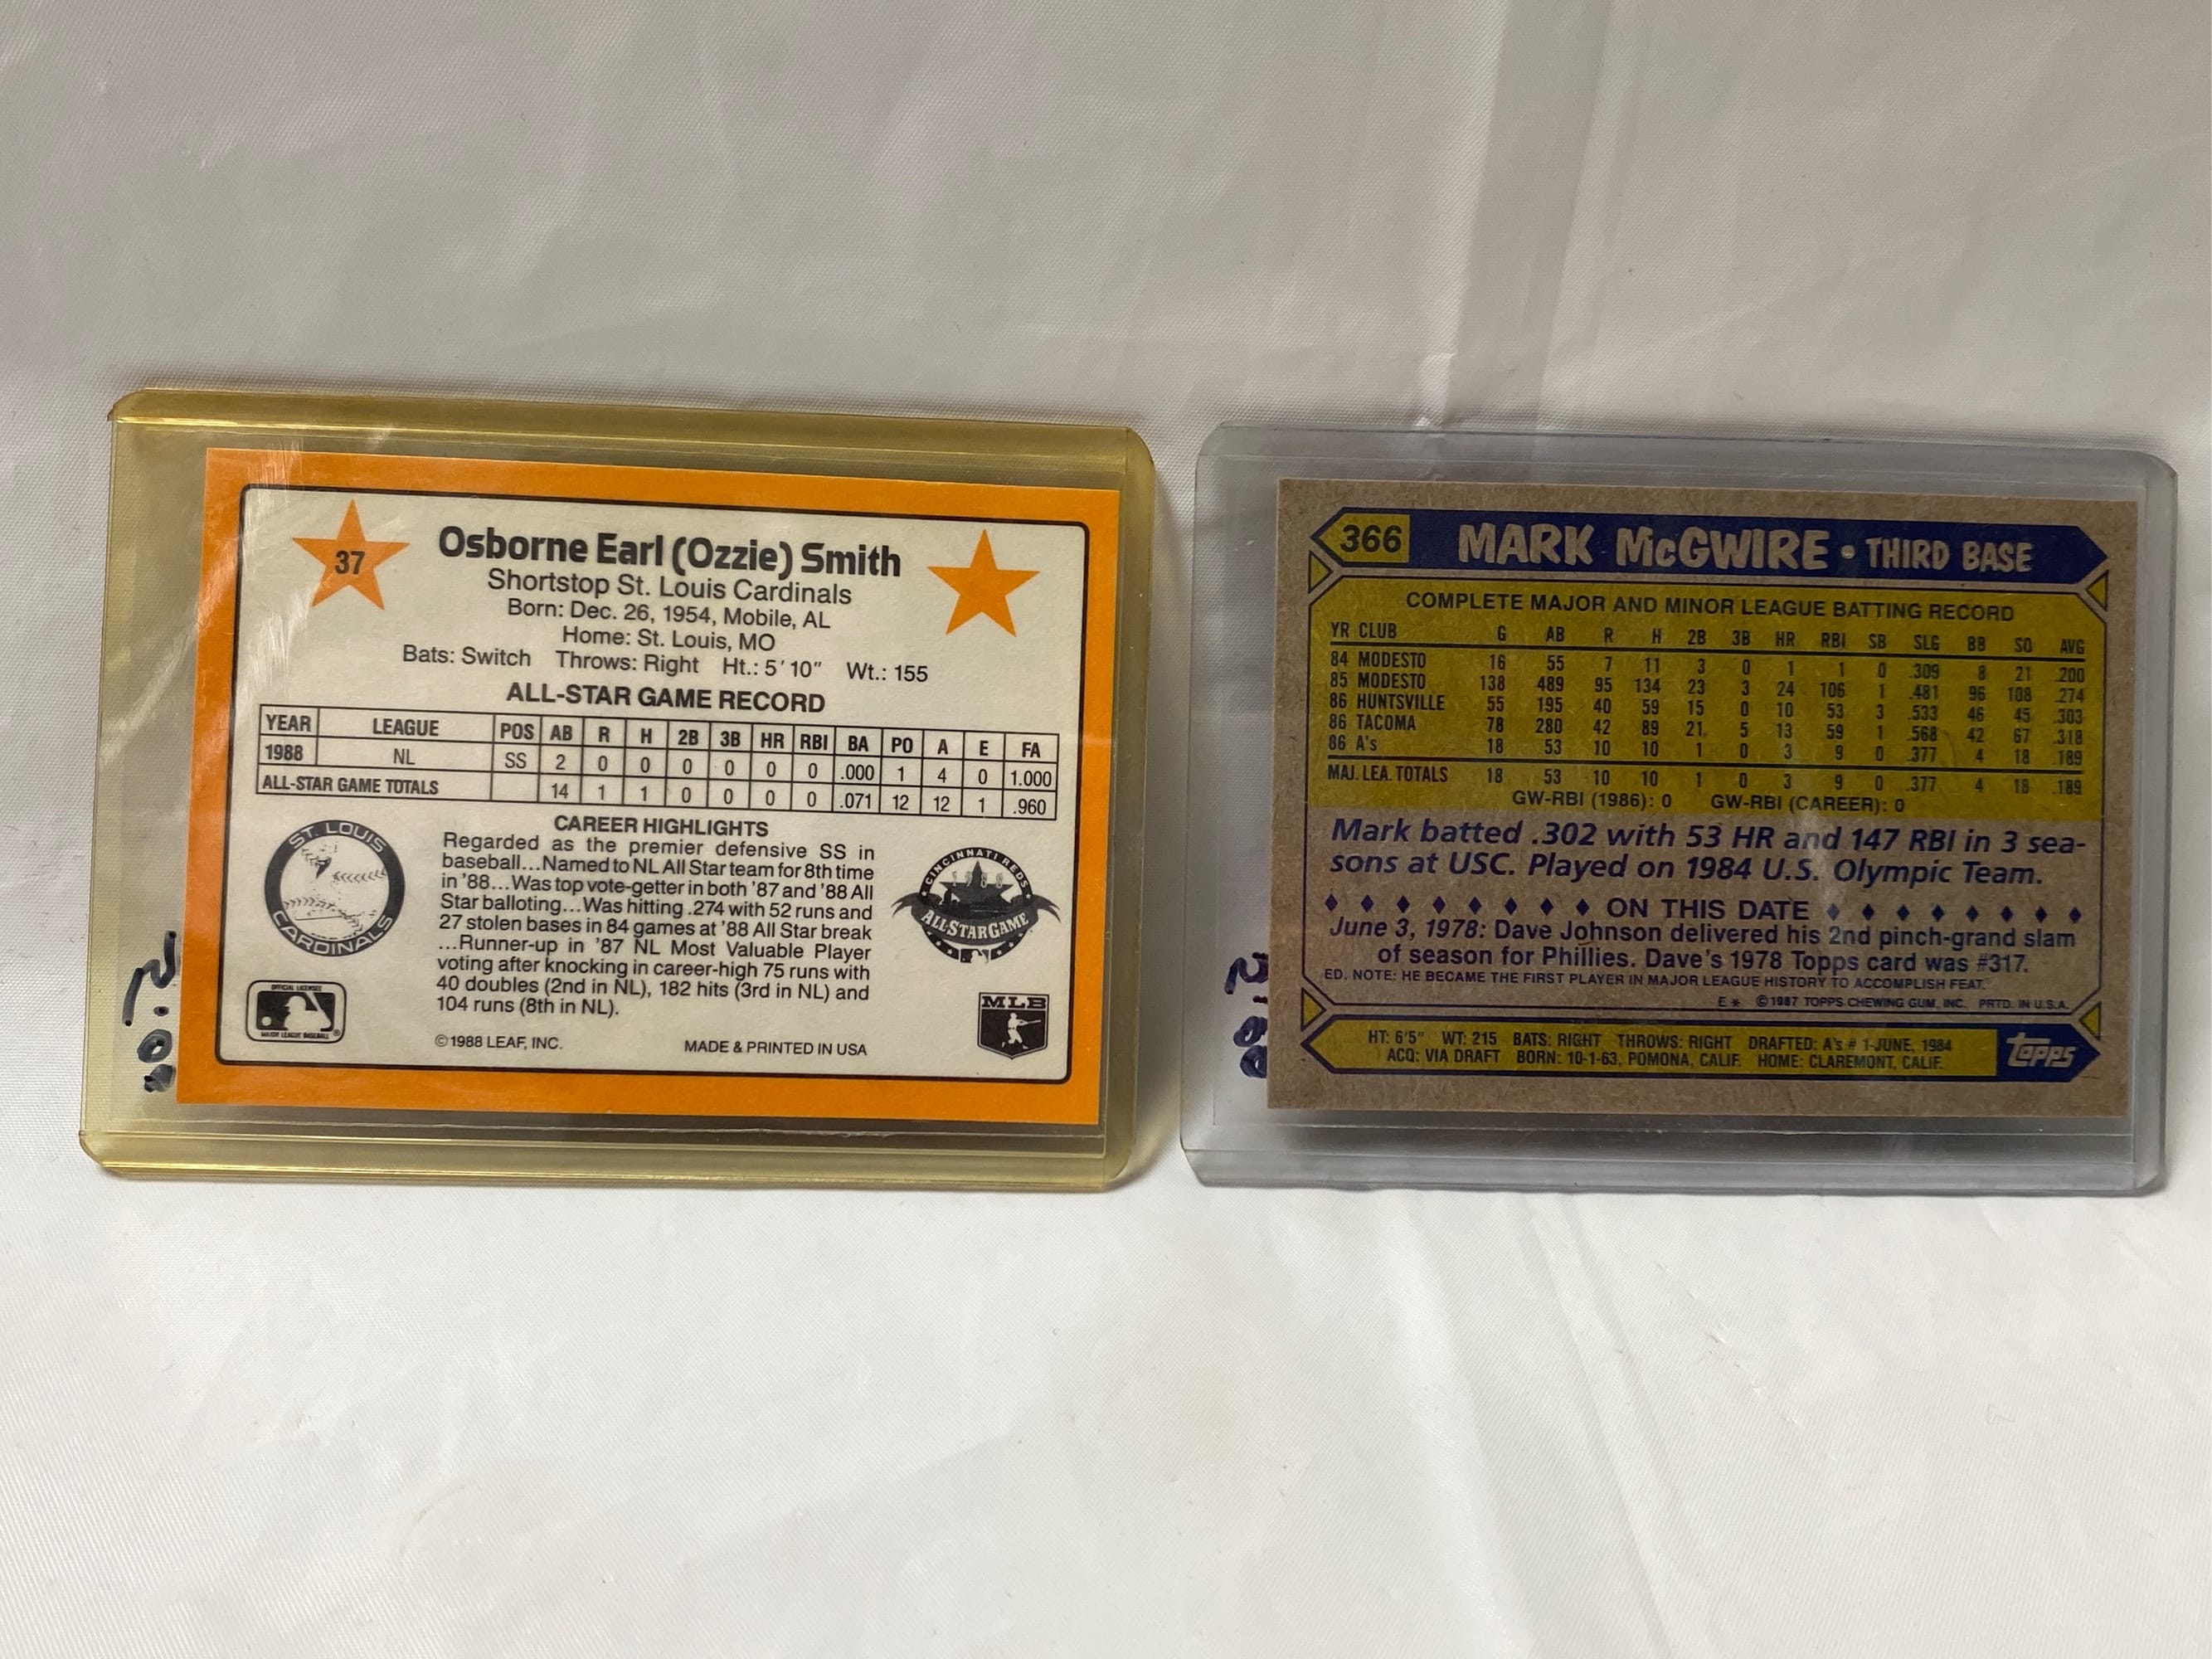 37
Osborne Earl (Ozzie) Smith
Shortstop St. Louis Cardinals
Born: Dec. 26, 1954, Mobile, AL
Home: St. Louis, MO
Bats: Switch Throws: Right Ht.: 5' 10" Wt.: 155
ALL-STAR GAME RECORD
YEAR LEAGUE POS AB R H 2B 3B HR RBI BA PO A E FA
1988 NL SS 2 0 0 0 0 0 0 .000 1 4 0 1.000
ALL-STAR GAME TOTALS 14 1 1 0 0 0 0 .071 12 12 1 .960
CAREER HIGHLIGHTS
Regarded as the premier defensive SS in
baseball...Named to NL All Star team for 8th time
in '88...Was top vote-getter in both '87 and '88 All
Star balloting...Was hitting .274 with 52 runs and
27 stolen bases in 84 games at '88 All Star break
...Runner-up in '87 NL Most Valuable Player
voting after knocking in career-high 75 runs with
40 doubles (2nd in NL), 182 hits (3rd in NL) and
104 runs (8th in NL).
ST. LOUIS
CARDINALS
CINCINNATI REDS
1988
ALL-STAR GAME
OFFICIAL LICENSEE
MAJOR LEAGUE BASEBALL
®
MLB
©1988 LEAF, INC. MADE & PRINTED IN USA
366 MARK McGWIRE • THIRD BASE
COMPLETE MAJOR AND MINOR LEAGUE BATTING RECORD
YR CLUB G AB R H 2B 3B HR RBI SB SLG BB SO AVG
84 MODESTO 16 55 7 11 3 0 1 1 0 .309 8 21 .200
85 MODESTO 138 489 95 134 23 3 24 106 1 .481 96 108 .274
86 HUNTSVILLE 55 195 40 59 15 0 10 53 3 .533 46 45 .303
86 TACOMA 78 280 42 89 21 5 13 59 1 .568 42 67 .318
86 A's 18 53 10 10 1 0 3 9 0 .377 4 18 .189
MAJ. LEA. TOTALS 18 53 10 10 1 0 3 9 0 .377 4 18 .189
GW-RBI (1986): 0 GW-RBI (CAREER): 0
Mark batted .302 with 53 HR and 147 RBI in 3 sea-
sons at USC. Played on 1984 U.S. Olympic Team.
ON THIS DATE
June 3, 1978: Dave Johnson delivered his 2nd pinch-grand slam
of season for Phillies. Dave's 1978 Topps card was #317.
ED. NOTE: HE BECAME THE FIRST PLAYER IN MAJOR LEAGUE HISTORY TO ACCOMPLISH FEAT.
E* ©1987 TOPPS CHEWING GUM, INC. PRTD. IN U.S.A.
HT: 6'5" WT: 215 BATS: RIGHT THROWS: RIGHT DRAFTED: A's # 1-JUNE, 1984
ACQ: VIA DRAFT BORN: 10-1-63, POMONA, CALIF. HOME: CLAREMONT, CALIF.
topps